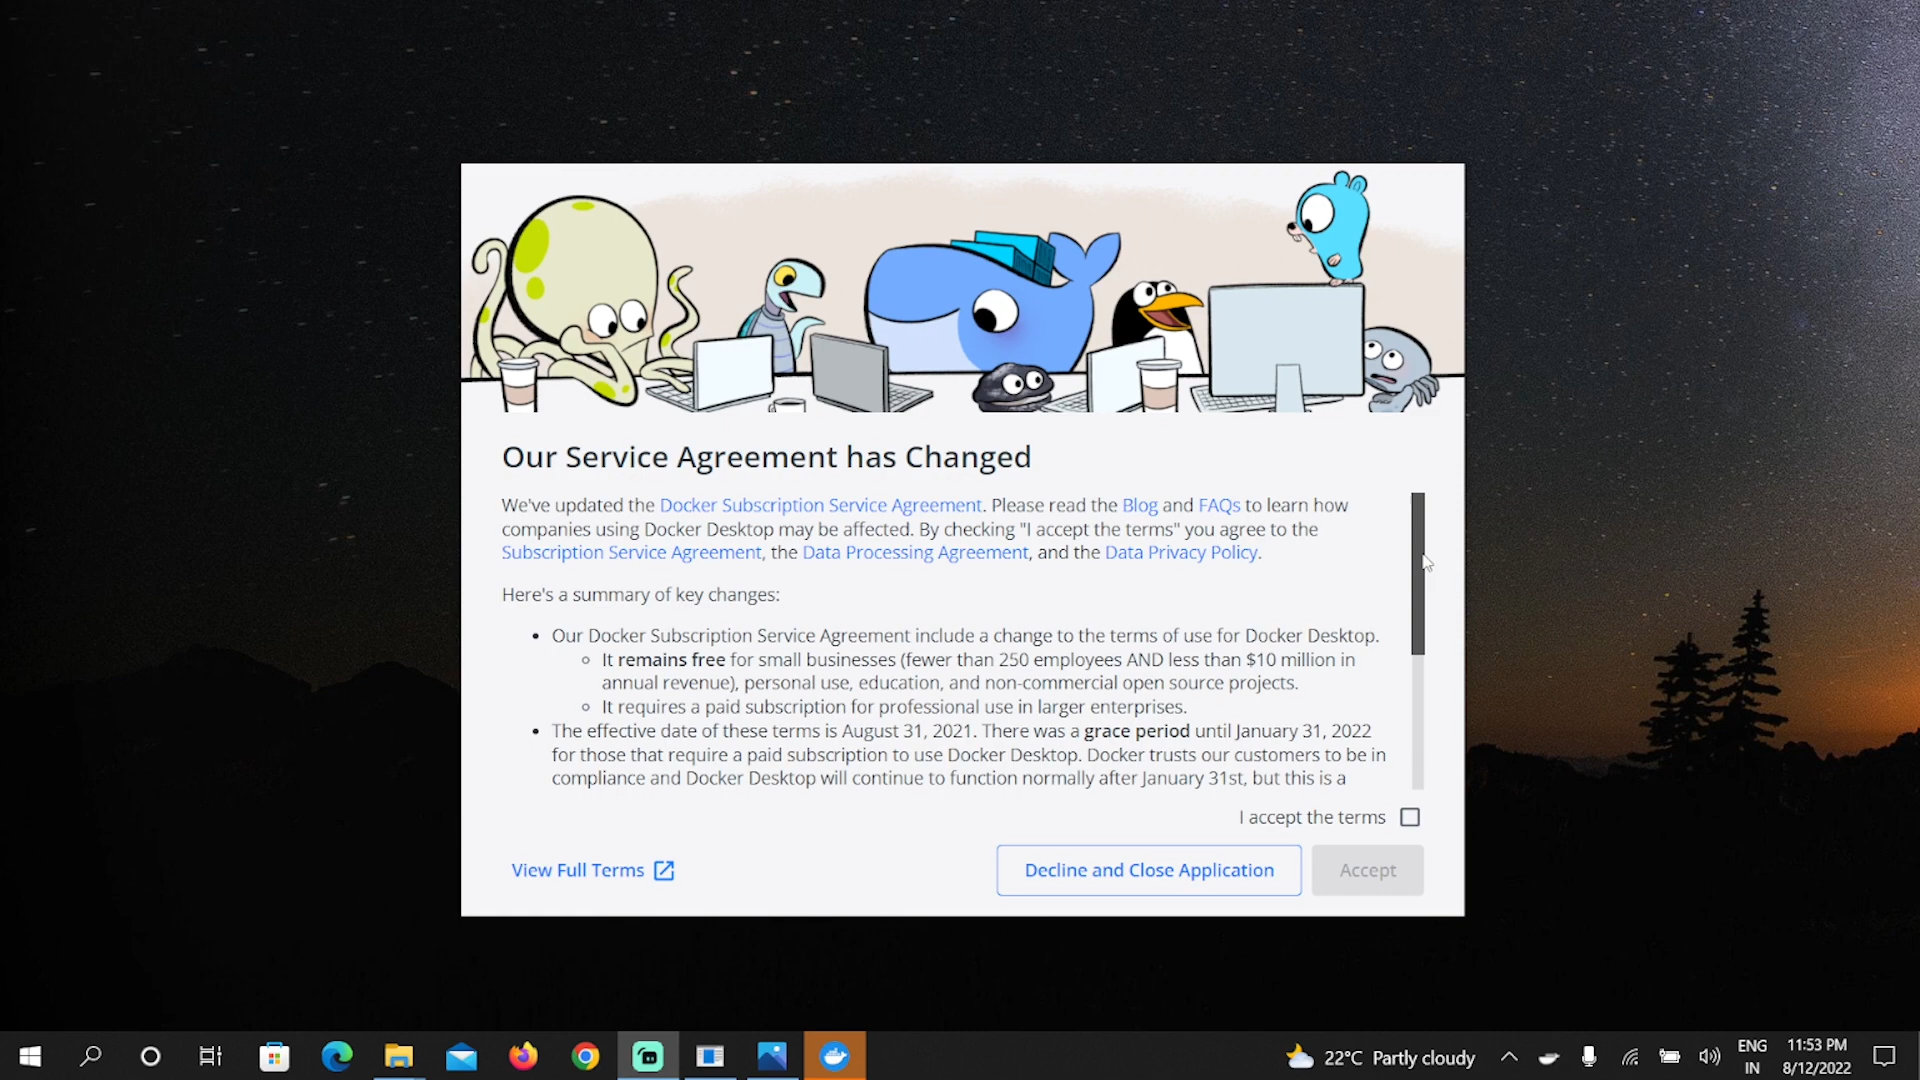 Our Service Agreement has Changed
We've updated the Docker Subscription Service Agreement. Please read the Blog and FAQs to learn how
companies using Docker Desktop may be affected. By checking "I accept the terms" you agree to the
Subscription Service Agreement, the Data Processing Agreement, and the Data Privacy Policy.
Here's a summary of key changes:
• Our Docker Subscription Service Agreement include a change to the terms of use for Docker Desktop.
◦ It remains free for small businesses (fewer than 250 employees AND less than $10 million in
annual revenue), personal use, education, and non-commercial open source projects.
◦ It requires a paid subscription for professional use in larger enterprises.
• The effective date of these terms is August 31, 2021. There was a grace period until January 31, 2022
for those that require a paid subscription to use Docker Desktop. Docker trusts our customers to be in
compliance and Docker Desktop will continue to function normally after January 31st, but this is a
I accept the terms
View Full Terms
Decline and Close Application
Accept
22°C Partly cloudy
ENG
IN
11:53 PM
8/12/2022